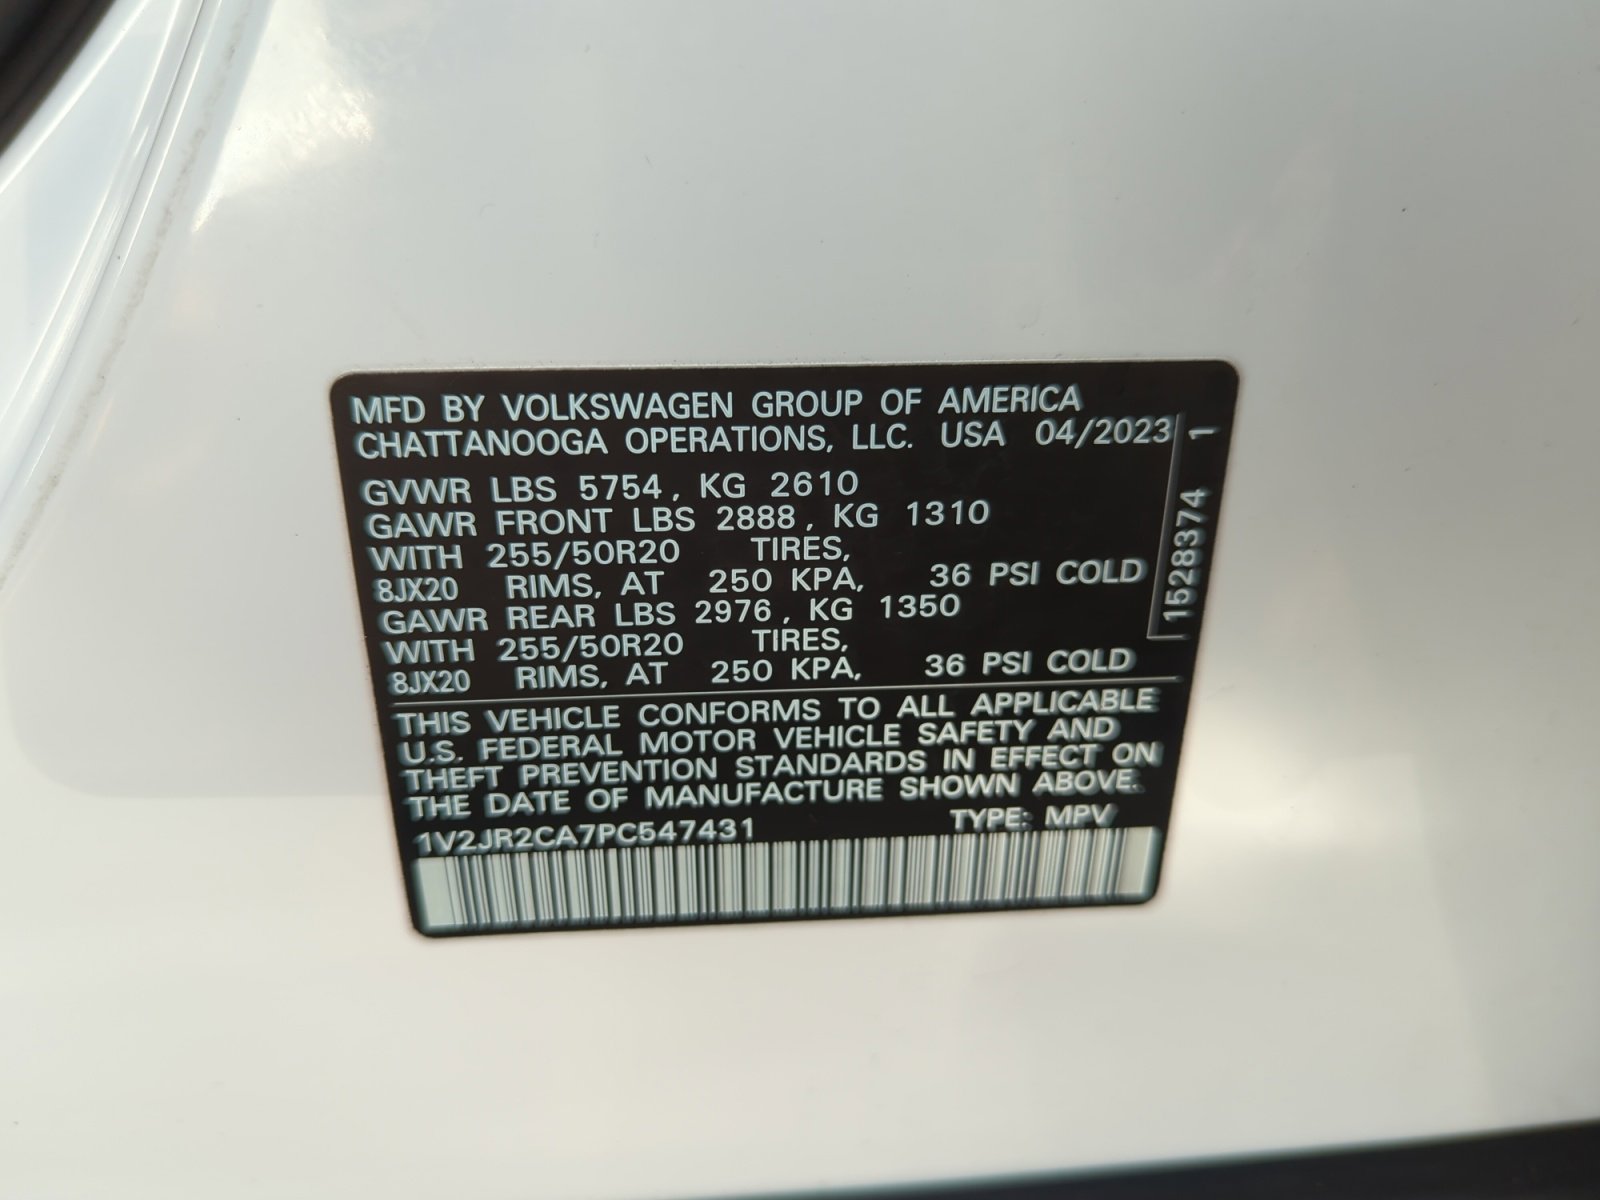 MFD BY VOLKSWAGEN GROUP OF AMERICA
CHATTANOOGA OPERATIONS, LLC. USA 04/2023
GVWR LBS 5754, KG 2610
GAWR FRONT LBS 2888, KG 1310
WITH 255/50R20 TIRES,
8JX20 RIMS, AT 250 KPA, 36 PSI COLD
GAWR REAR LBS 2976, KG 1350
WITH 255/50R20 TIRES,
8JX20 RIMS, AT 250 KPA, 36 PSI COLD
1528374 1
THIS VEHICLE CONFORMS TO ALL APPLICABLE
U.S. FEDERAL MOTOR VEHICLE SAFETY AND
THEFT PREVENTION STANDARDS IN EFFECT ON
THE DATE OF MANUFACTURE SHOWN ABOVE.
1V2JR2CA7PC547431 TYPE: MPV